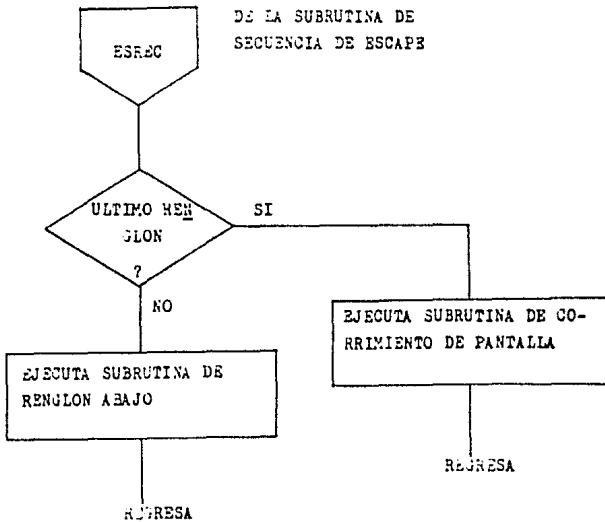 DE LA SUBRUTINA DE
SECUENCIA DE ESCAPE
ESREC
ULTIMO REN
GLON
?
SI
NO
EJECUTA SUBRUTINA DE CO-
RRIMIENTO DE PANTALLA
EJECUTA SUBRUTINA DE
RENGLON ABAJO
REGRESA
REGRESA